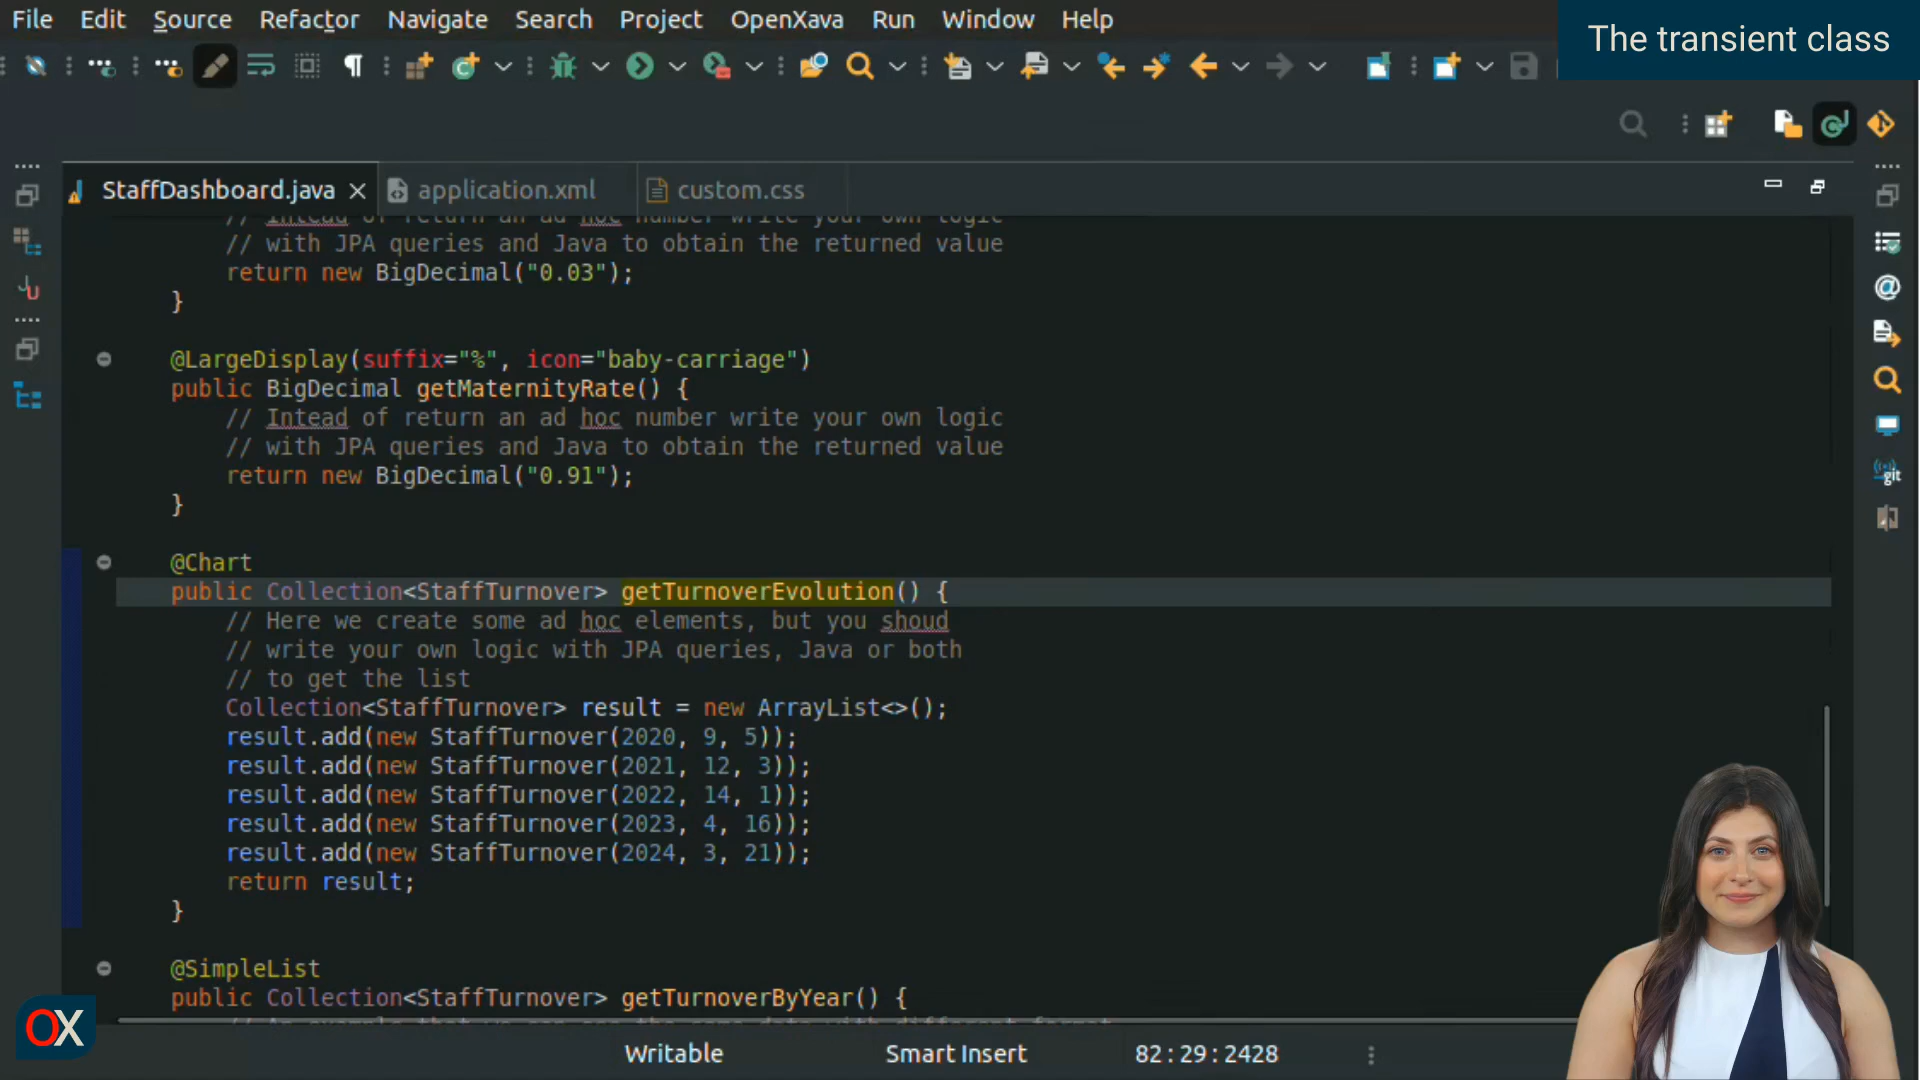 File Edit Source Refactor Navigate Search Project OpenXava Run Window Help
The transient class
StaffDashboard.java application.xml custom.css
// Intead of return an ad hoc number write your own logic
// with JPA queries and Java to obtain the returned value
return new BigDecimal("0.03");
}
@LargeDisplay(suffix="%", icon="baby-carriage")
public BigDecimal getMaternityRate() {
// Intead of return an ad hoc number write your own logic
// with JPA queries and Java to obtain the returned value
return new BigDecimal("0.91");
}
@Chart
public Collection<StaffTurnover> getTurnoverEvolution() {
// Here we create some ad hoc elements, but you shoud
// write your own logic with JPA queries, Java or both
// to get the list
Collection<StaffTurnover> result = new ArrayList<>();
result.add(new StaffTurnover(2020, 9, 5));
result.add(new StaffTurnover(2021, 12, 3));
result.add(new StaffTurnover(2022, 14, 1));
result.add(new StaffTurnover(2023, 4, 16));
result.add(new StaffTurnover(2024, 3, 21));
return result;
}
@SimpleList
public Collection<StaffTurnover> getTurnoverByYear() {
git
OX
Writable Smart Insert 82:29:2428